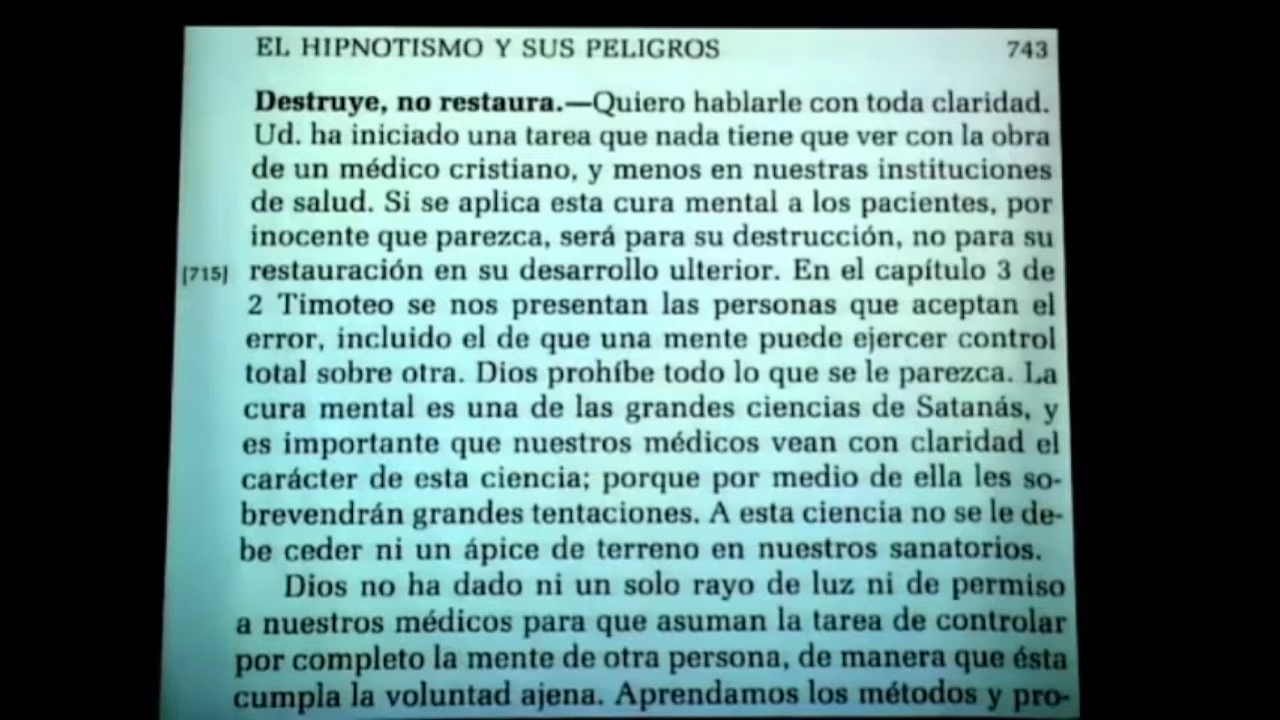 EL HIPNOTISMO Y SUS PELIGROS 743
Destruye, no restaura.—Quiero hablarle con toda claridad.
Ud. ha iniciado una tarea que nada tiene que ver con la obra
de un médico cristiano, y menos en nuestras instituciones
de salud. Si se aplica esta cura mental a los pacientes, por
inocente que parezca, será para su destrucción, no para su
[715] restauración en su desarrollo ulterior. En el capítulo 3 de
2 Timoteo se nos presentan las personas que aceptan el
error, incluido el de que una mente puede ejercer control
total sobre otra. Dios prohíbe todo lo que se le parezca. La
cura mental es una de las grandes ciencias de Satanás, y
es importante que nuestros médicos vean con claridad el
carácter de esta ciencia; porque por medio de ella les so-
brevendrán grandes tentaciones. A esta ciencia no se le de-
be ceder ni un ápice de terreno en nuestros sanatorios.
Dios no ha dado ni un solo rayo de luz ni de permiso
a nuestros médicos para que asuman la tarea de controlar
por completo la mente de otra persona, de manera que ésta
cumpla la voluntad ajena. Aprendamos los métodos y pro-